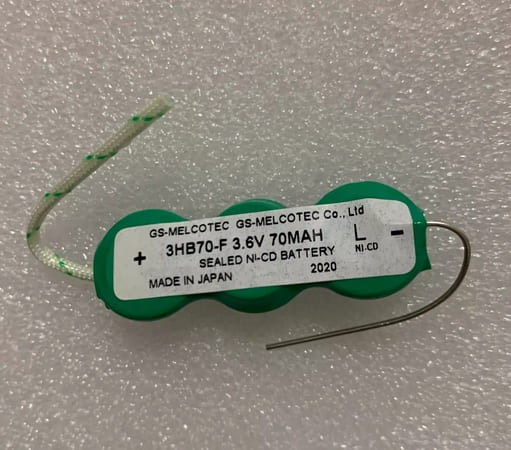 GS-MELCOTEC GS-MELCOTEC Co., Ltd
+ 3HB70-F 3.6V 70MAH L -
SEALED NI-CD BATTERY NI-CD
MADE IN JAPAN 2020